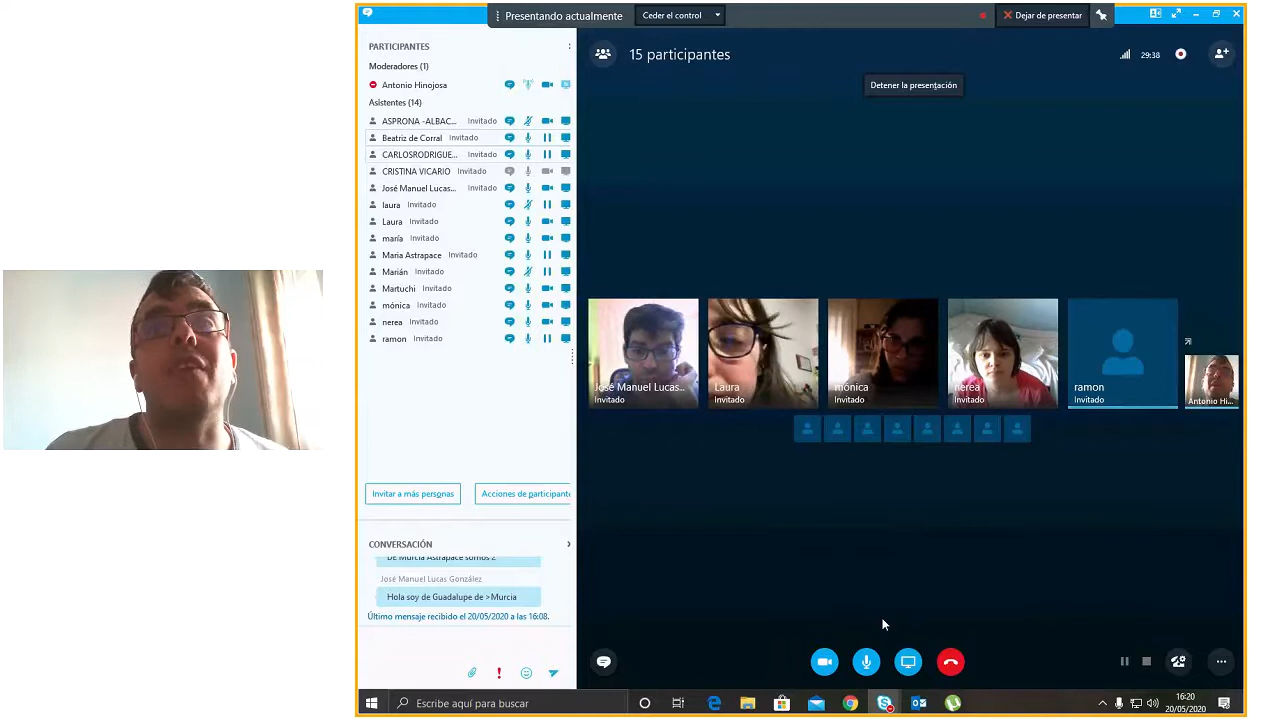 Presentando actualmente
Ceder el control
Dejar de presentar
PARTICIPANTES
Moderadores (1)
Antonio Hinojosa
Asistentes (14)
ASPRONA -ALBAC... Invitado
Beatriz de Corral Invitado
CARLOSRODRIGUE... Invitado
CRISTINA VICARIO Invitado
José Manuel Lucas... Invitado
laura Invitado
Laura Invitado
maría Invitado
Maria Astrapace Invitado
Marián Invitado
Martuchi Invitado
mónica Invitado
nerea Invitado
ramon Invitado
Invitar a más personas
Acciones de participante
CONVERSACIÓN
DE Murcia Astrapace somos 2
José Manuel Lucas González
Hola soy de Guadalupe de >Murcia
Último mensaje recibido el 20/05/2020 a las 16:08.
15 participantes
29:38
Detener la presentación
José Manuel Lucas...
Invitado
Laura
Invitado
mónica
Invitado
nerea
Invitado
ramon
Invitado
Antonio Hi...
Escribe aquí para buscar
16:20
20/05/2020